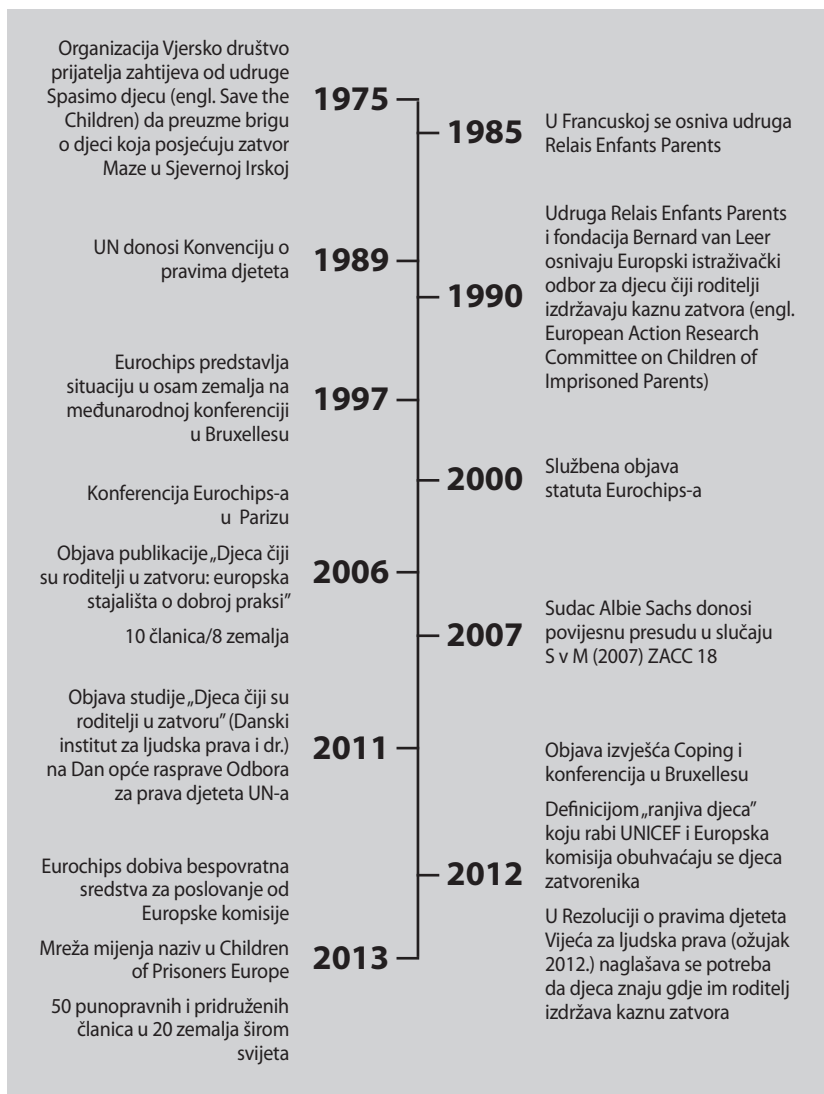 Organizacija Vjersko društvo
prijatelja zahtijeva od udruge
Spasimo djecu (engl. Save the
Children) da preuzme brigu
o djeci koja posjećuju zatvor
Maze u Sjevernoj Irskoj
1975
1985
U Francuskoj se osniva udruga
Relais Enfants Parents
UN donosi Konvenciju o
pravima djeteta
1989
1990
Udruga Relais Enfants Parents
i fondacija Bernard van Leer
osnivaju Europski istraživački
odbor za djecu čiji roditelji
izdržavaju kaznu zatvora (engl.
European Action Research
Committee on Children of
Imprisoned Parents)
Eurochips predstavlja
situaciju u osam zemalja na
međunarodnoj konferenciji
u Bruxellesu
1997
2000
Službena objava
statuta Eurochips-a
Konferencija Eurochips-a
u Parizu
Objava publikacije „Djeca čiji
su roditelji u zatvoru: europska
stajališta o dobroj praksi”
10 članica/8 zemalja
2006
2007
Sudac Albie Sachs donosi
povijesnu presudu u slučaju
S v M (2007) ZACC 18
Objava studije „Djeca čiji su
roditelji u zatvoru” (Danski
institut za ljudska prava i dr.)
na Dan opće rasprave Odbora
za prava djeteta UN-a
2011
2012
Objava izvješća Coping i
konferencija u Bruxellesu
Definicijom „ranjiva djeca”
koju rabi UNICEF i Europska
komisija obuhvaćaju se djeca
zatvorenika
U Rezoluciji o pravima djeteta
Vijeća za ljudska prava (ožujak
2012.) naglašava se potreba
da djeca znaju gdje im roditelj
izdržava kaznu zatvora
Eurochips dobiva bespovratna
sredstva za poslovanje od
Europske komisije
Mreža mijenja naziv u Children
of Prisoners Europe
50 punopravnih i pridruženih
članica u 20 zemalja širom
svijeta
2013